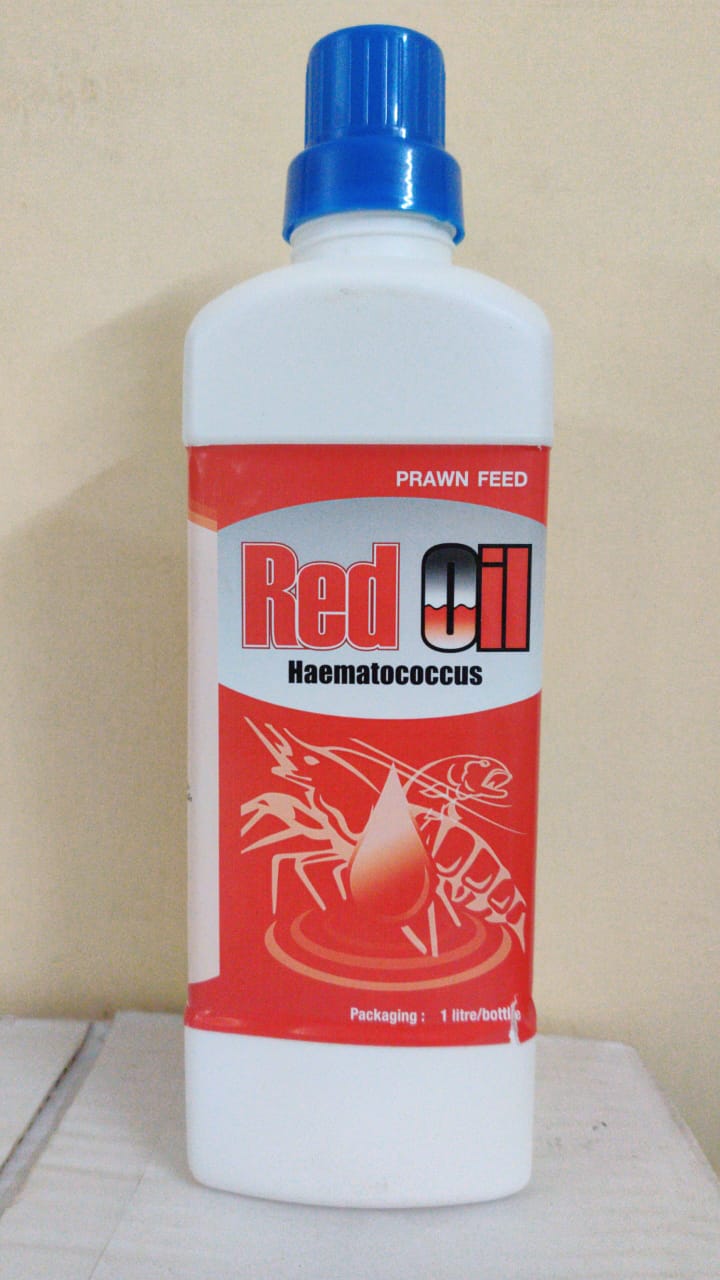 PRAWN FEED
Red Oil
Haematococcus
Packaging : 1 litre/bottle